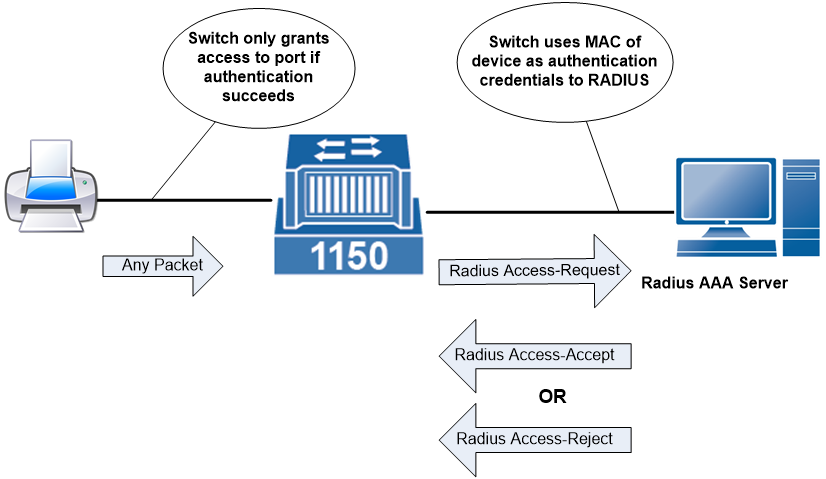 Switch only grants
access to port if
authentication
succeeds
Switch uses MAC of
device as authentication
credentials to RADIUS
1150
Any Packet
Radius Access-Request
Radius AAA Server
Radius Access-Accept
OR
Radius Access-Reject